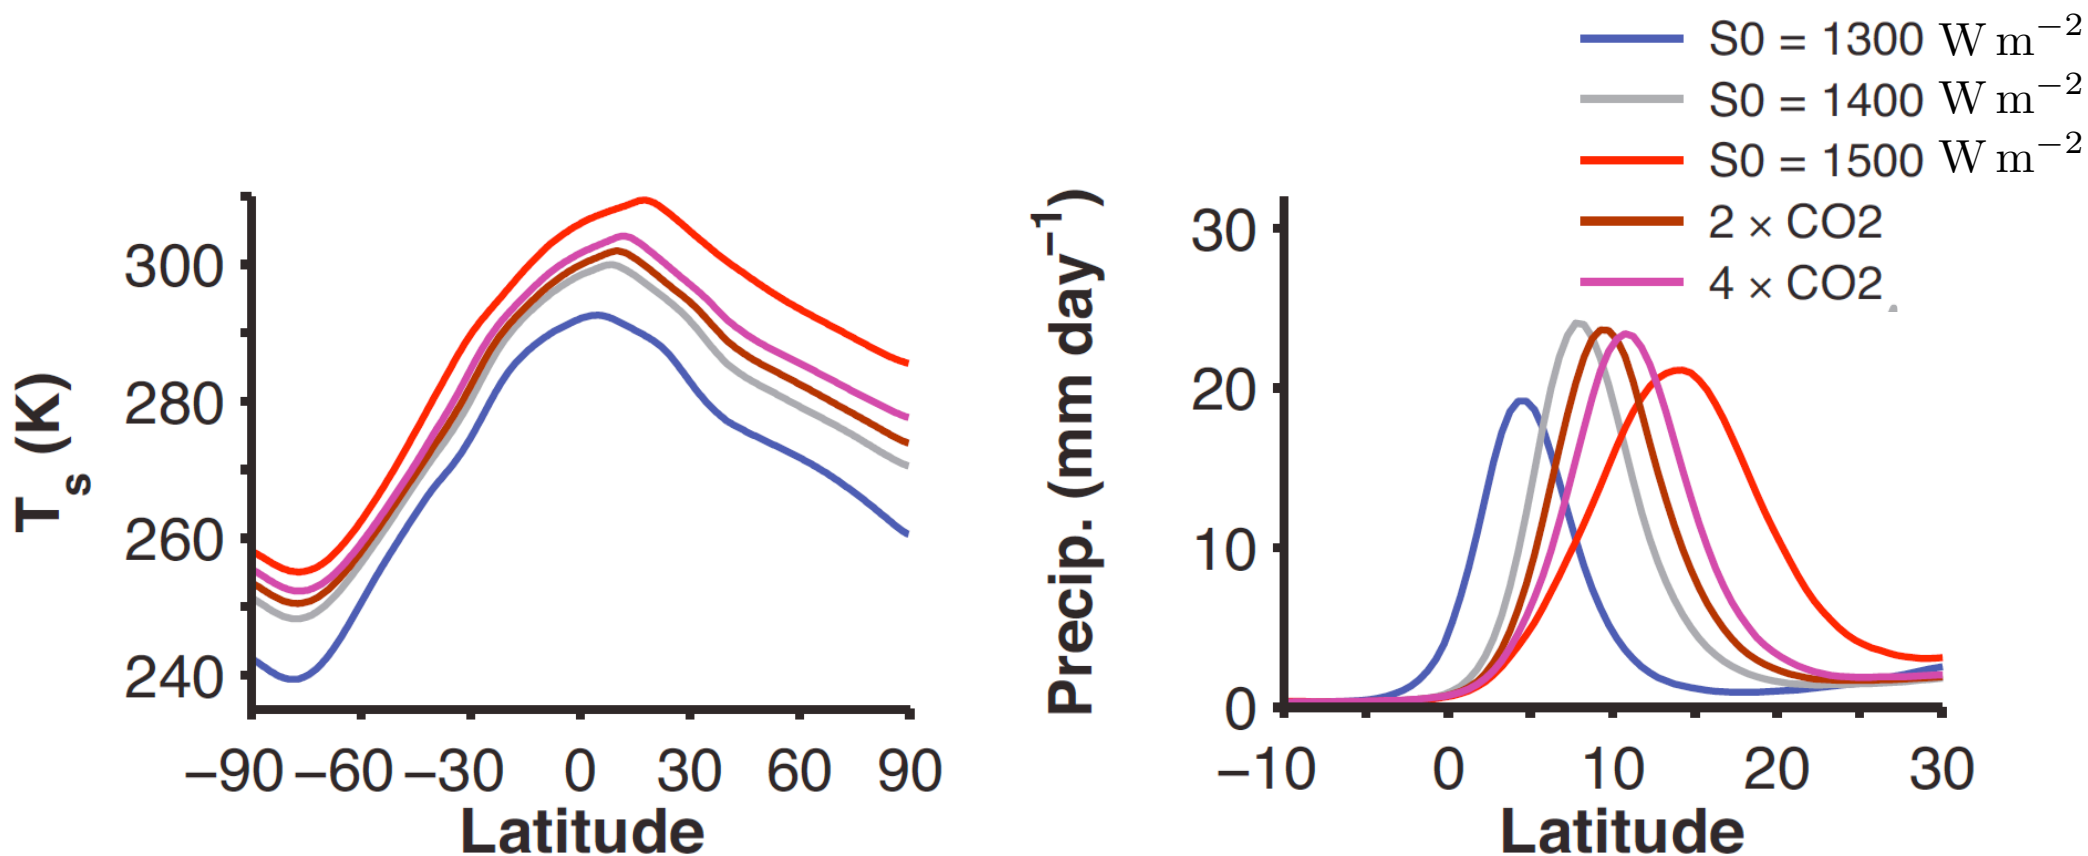 S0 = 1300 W m⁻²
S0 = 1400 W m⁻²
S0 = 1500 W m⁻²
2 × CO2
4 × CO2
T s (K)
300
280
260
240
−90 −60 −30 0 30 60 90
Latitude
Precip. (mm day⁻¹)
30
20
10
0
−10 0 10 20 30
Latitude